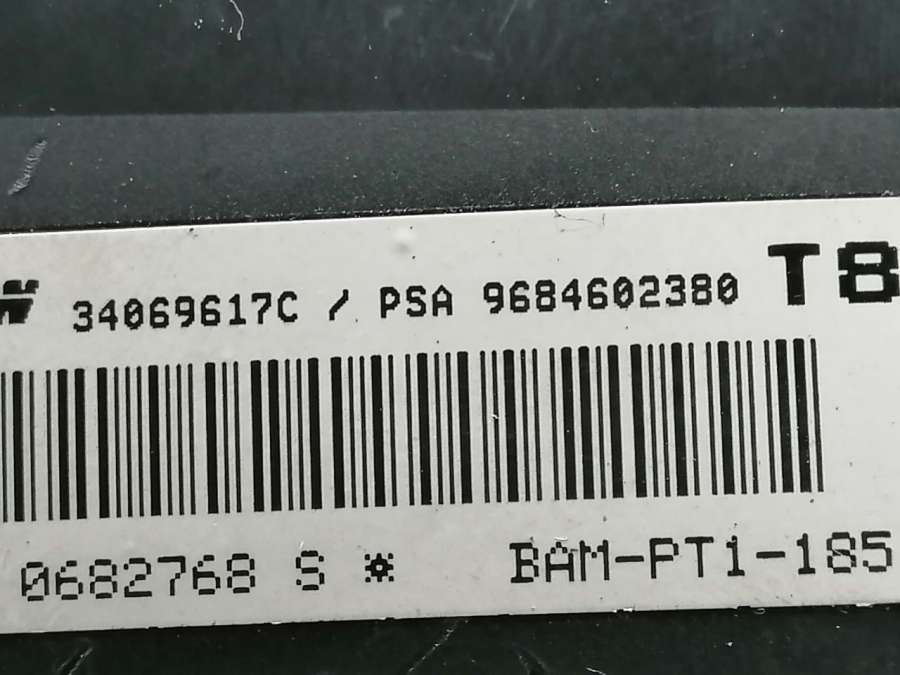 34069617C / PSA 9684602380 T8
0682768 S * BAM-PT1-185